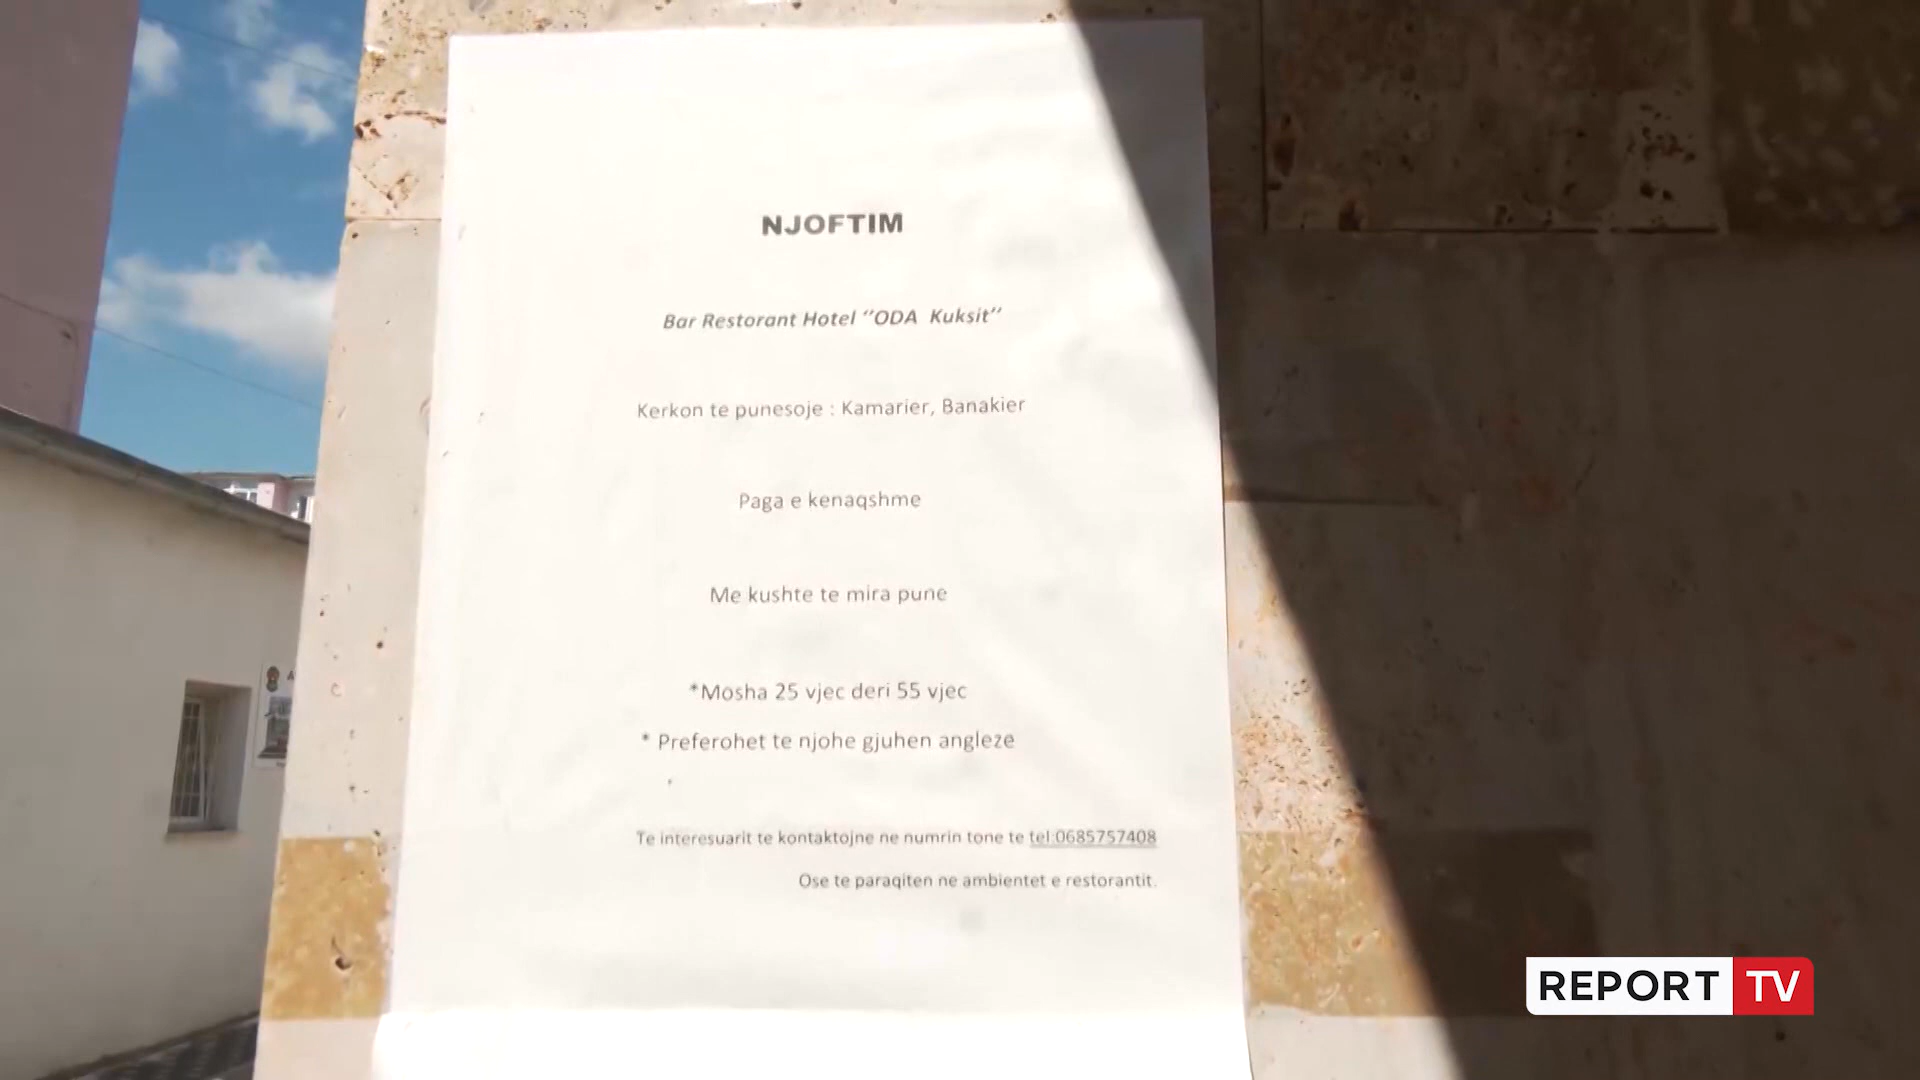 NJOFTIM
Bar Restorant Hotel ‘’ODA Kuksit’’
Kerkon te punesoje : Kamarier, Banakier
Paga e kenaqshme
Me kushte te mira pune
*Mosha 25 vjec deri 55 vjec
* Preferohet te njohe gjuhen angleze
Te interesuarit te kontaktojne ne numrin tone te tel:0685757408
Ose te paraqiten ne ambientet e restorantit.
REPORT TV